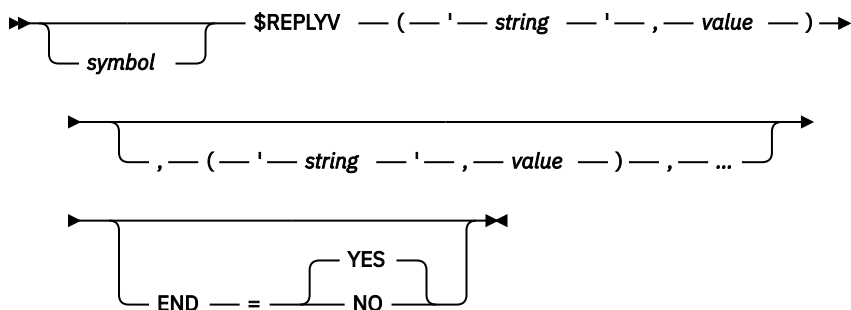 $REPLYV ( ' string ' , value )
symbol
, ( ' string ' , value ) , ...
YES
END = NO